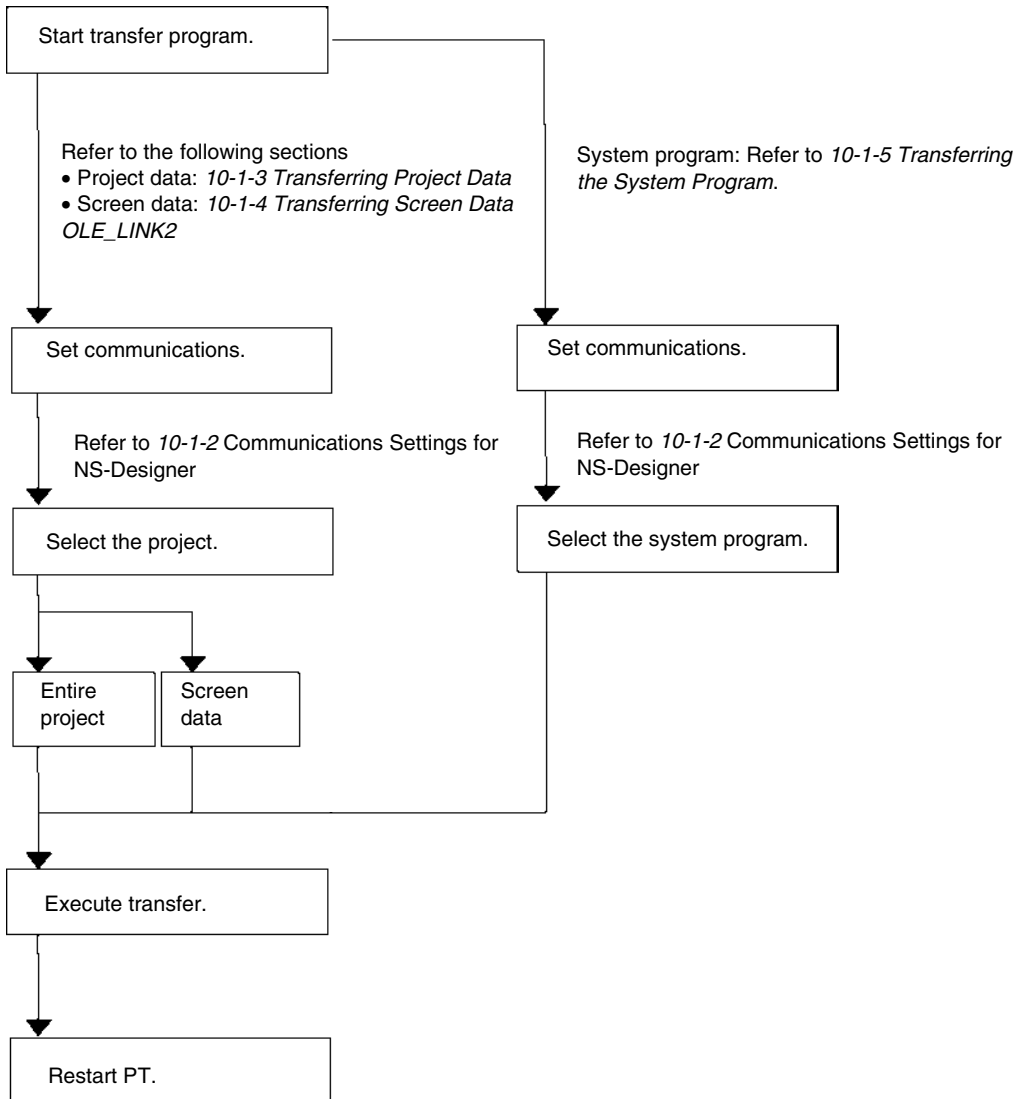 Start transfer program.
Refer to the following sections
• Project data: 10-1-3 Transferring Project Data
• Screen data: 10-1-4 Transferring Screen Data
OLE_LINK2
System program: Refer to 10-1-5 Transferring
the System Program.
Set communications.
Set communications.
Refer to 10-1-2 Communications Settings for
NS-Designer
Refer to 10-1-2 Communications Settings for
NS-Designer
Select the project.
Select the system program.
Entire
project
Screen
data
Execute transfer.
Restart PT.